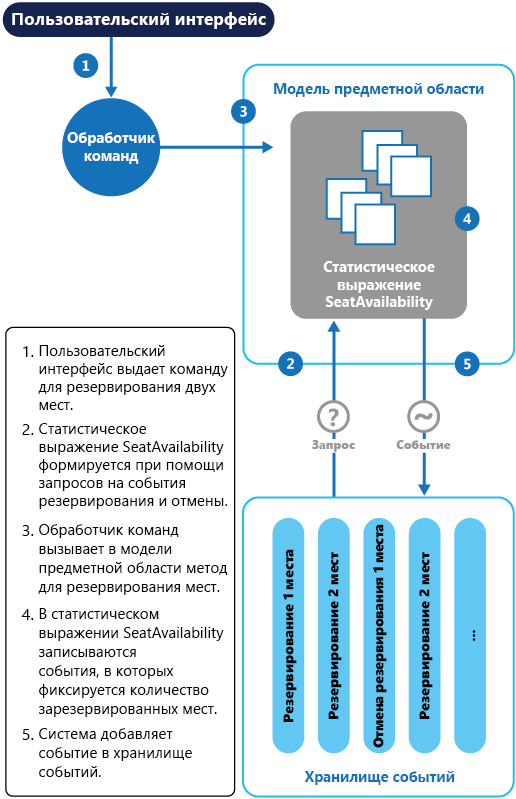 Пользовательский интерфейс
1
Обработчик
команд
3
Модель предметной области
4
Статистическое
выражение
SeatAvailability
2
5
?
~
Запрос
Событие
1. Пользовательский
интерфейс выдает команду
для резервирования двух
мест.
2. Статистическое
выражение SeatAvailability
формируется при помощи
запросов на события
резервирования и отмены.
3. Обработчик команд
вызывает в модели
предметной области метод
для резервирования мест.
4. В статистическом
выражении SeatAvailability
записываются
события, в которых
фиксируется количество
зарезервированных мест.
5. Система добавляет
событие в хранилище
событий.
Резервирование 1 места
Резервирование 2 мест
Отмена резервирования 1 места
Резервирование 2 мест
...
Хранилище событий